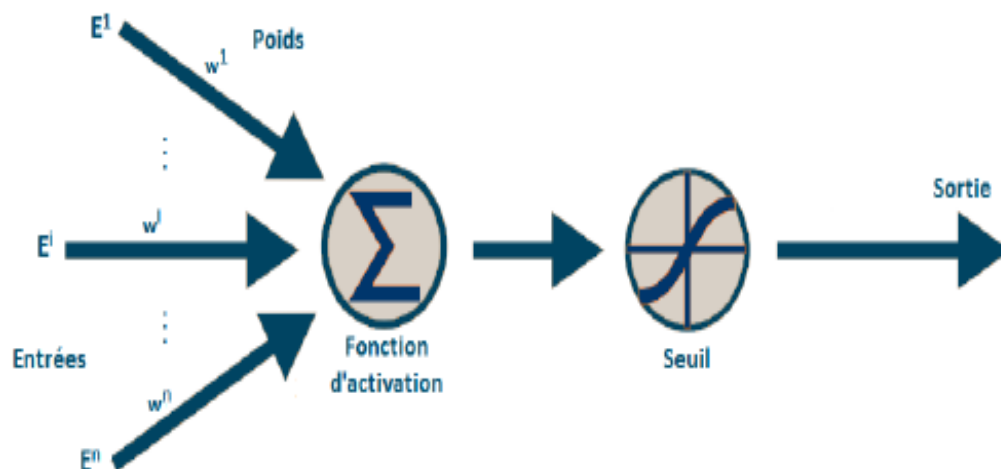 E¹
Poids
w¹
⋮
Sortie
wⁱ
Eⁱ
Σ
⋮
Entrées
Fonction
d'activation
Seuil
wⁿ
Eⁿ